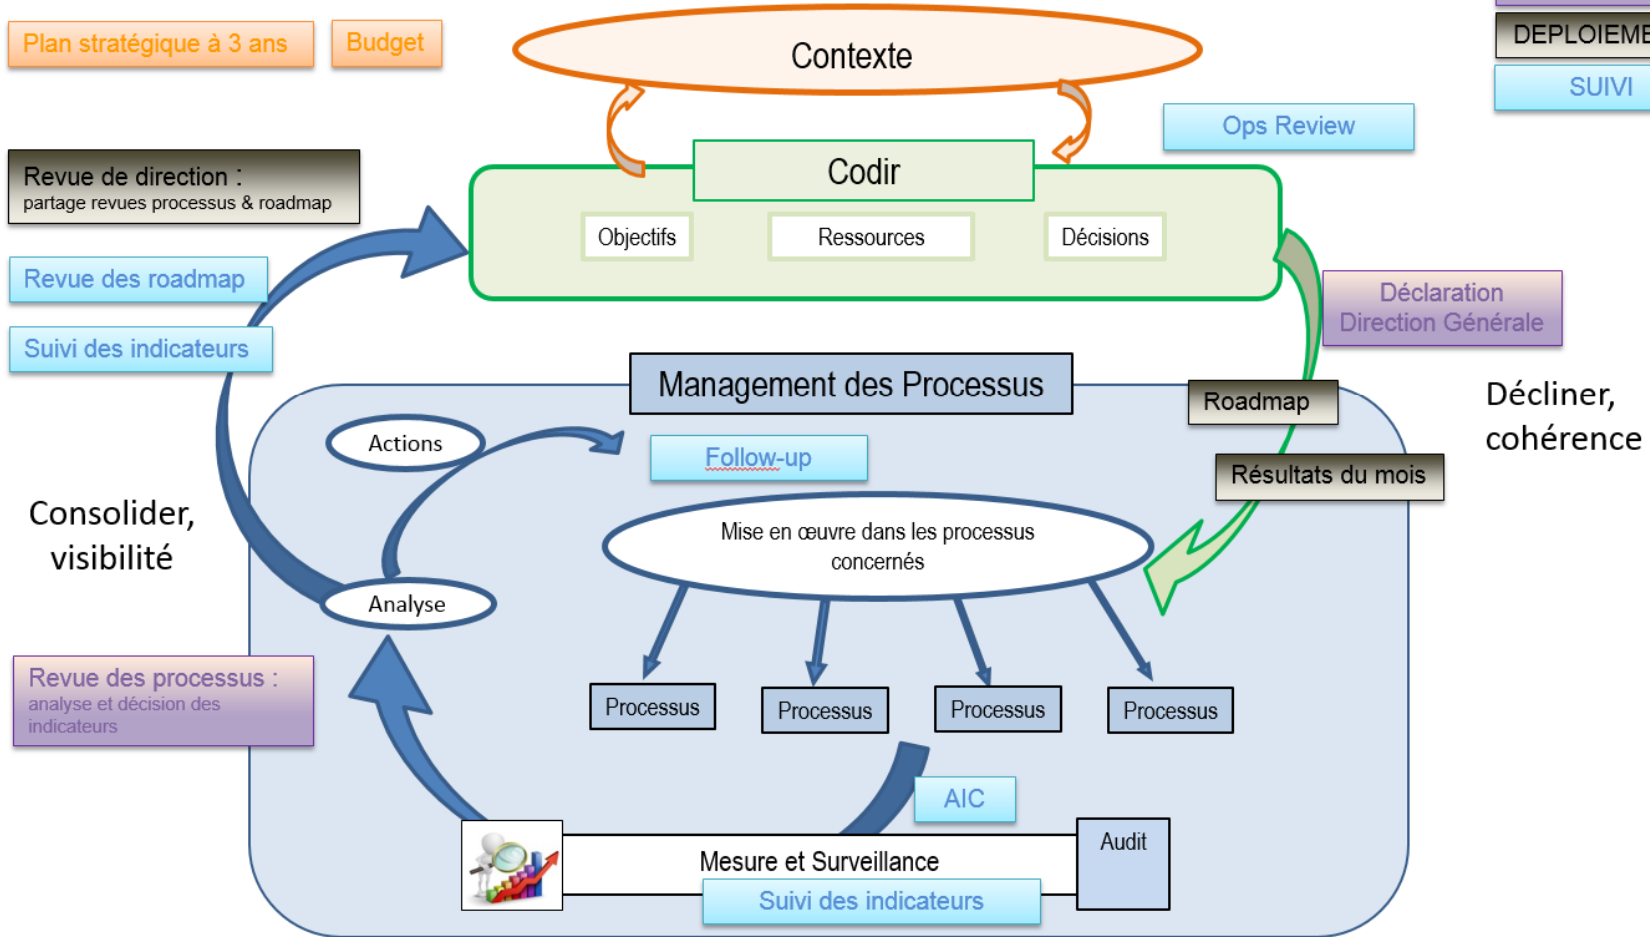 Plan stratégique à 3 ans
Budget
Contexte
SUIVI
Ops Review
Revue de direction :
partage revues processus & roadmap
Codir
Objectifs
Ressources
Décisions
Revue des roadmap
Suivi des indicateurs
Déclaration
Direction Générale
Management des Processus
Roadmap
Décliner,
cohérence
Actions
Follow-up
Résultats du mois
Consolider,
visibilité
Mise en œuvre dans les processus
concernés
Analyse
Revue des processus :
analyse et décision des
indicateurs
Processus
Processus
Processus
Processus
AIC
Audit
Mesure et Surveillance
Suivi des indicateurs